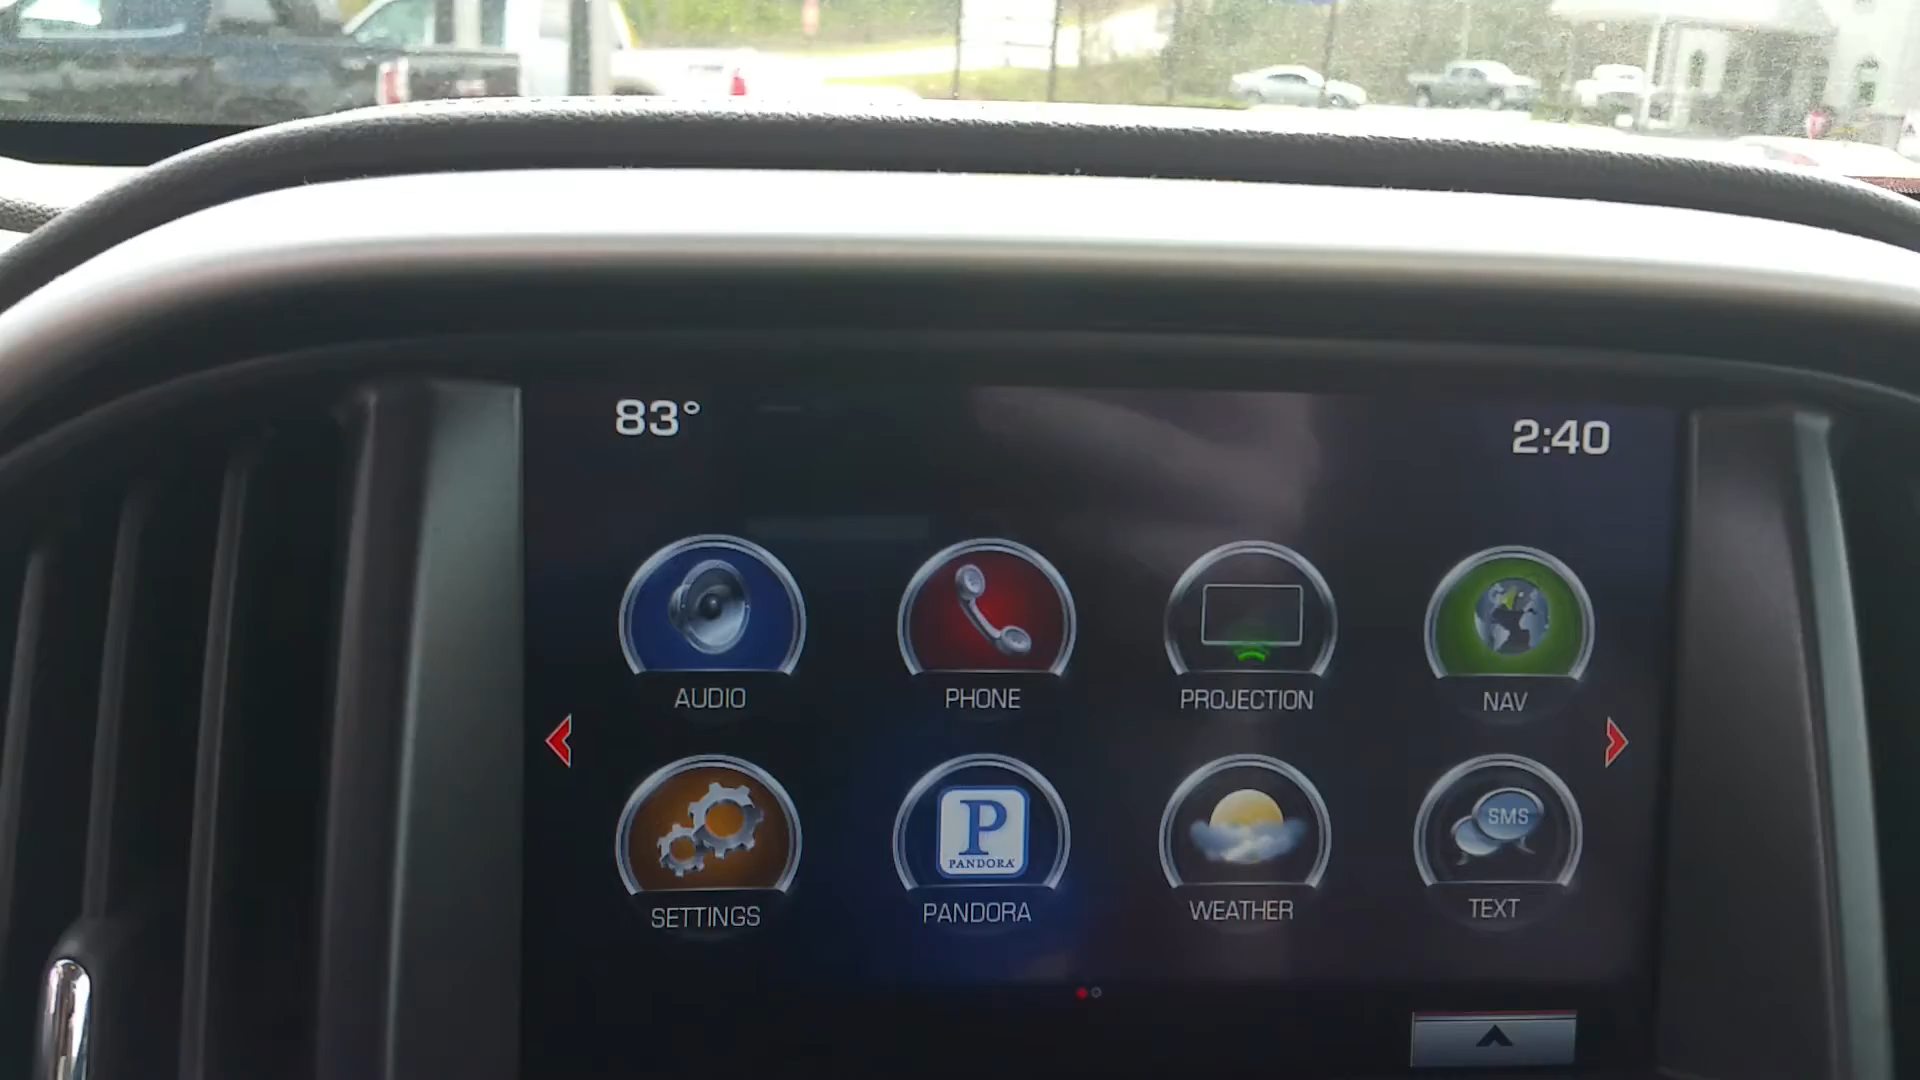 83° 2:40
AUDIO PHONE PROJECTION NAV
SMS
PANDORA
SETTINGS PANDORA WEATHER TEXT